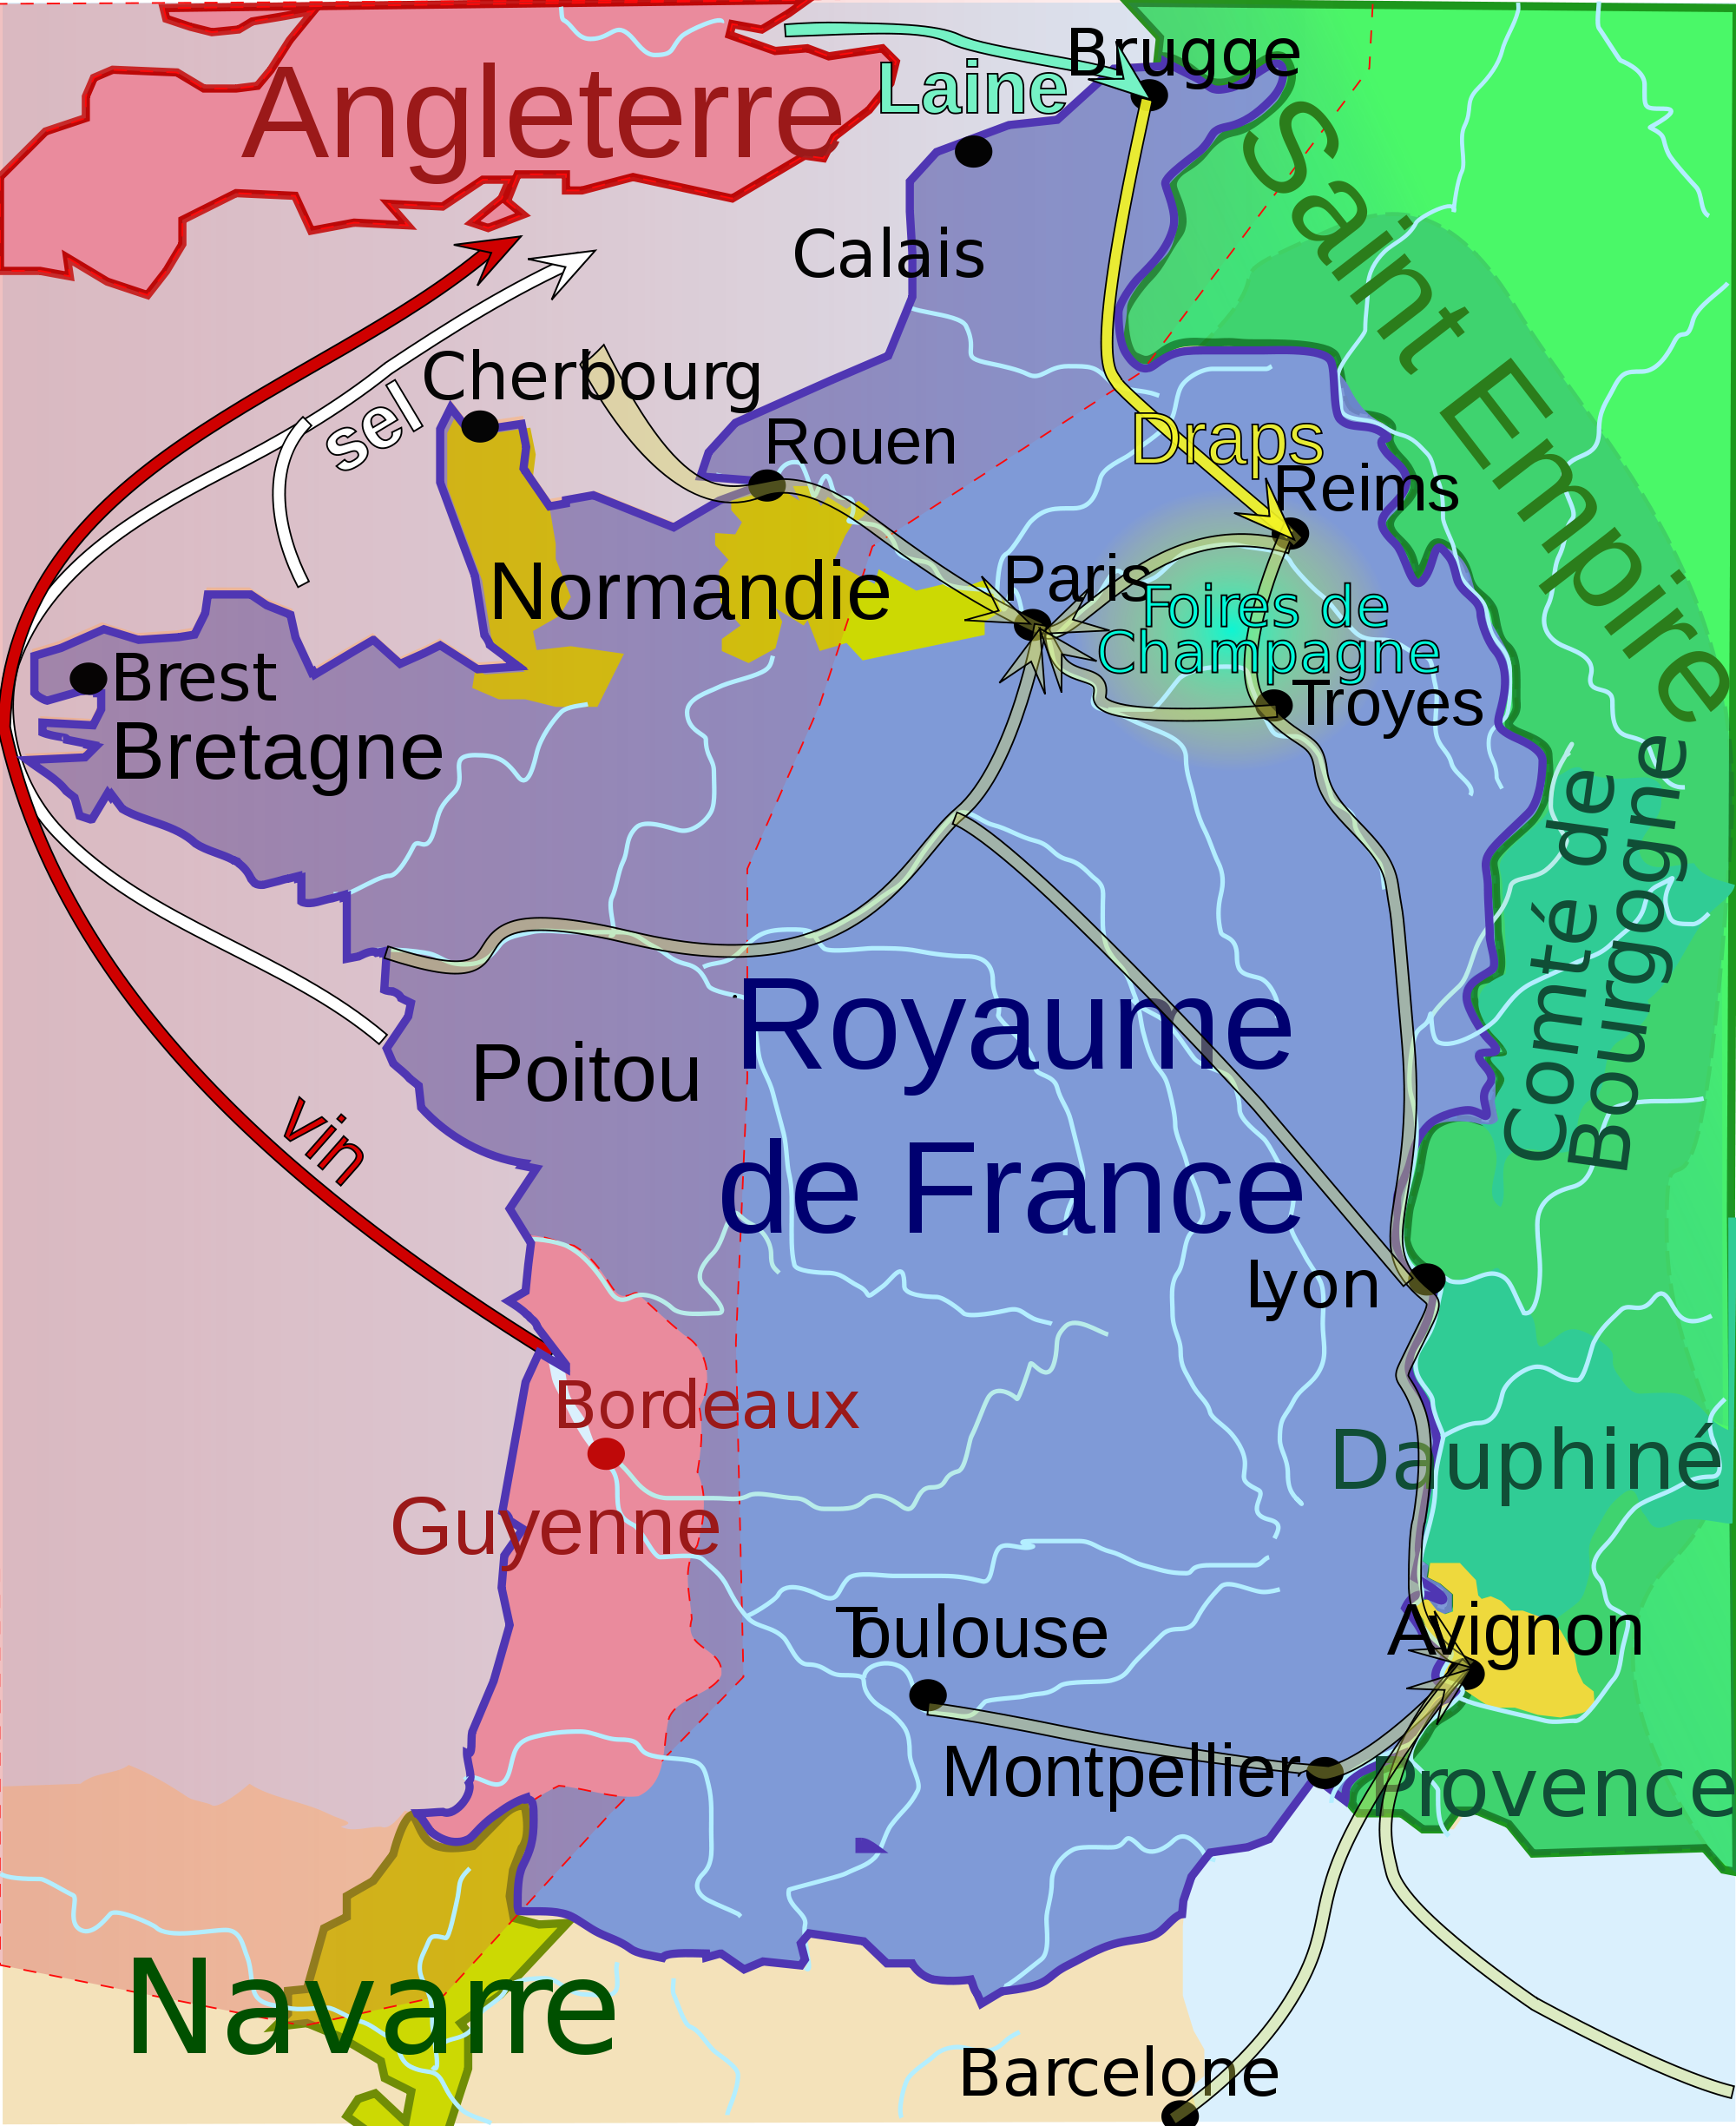 Brugge
Laine
Angleterre
Saint Empire
Calais
Cherbourg
sel
Rouen
Draps
Reims
Paris
Normandie
Foires de
Champagne
Brest
Troyes
Bretagne
Comté de
Bourgogne
Royaume
de France
Poitou
vin
Lyon
Bordeaux
Dauphiné
Guyenne
Toulouse
Avignon
Montpellier
Provence
Navarre
Barcelone